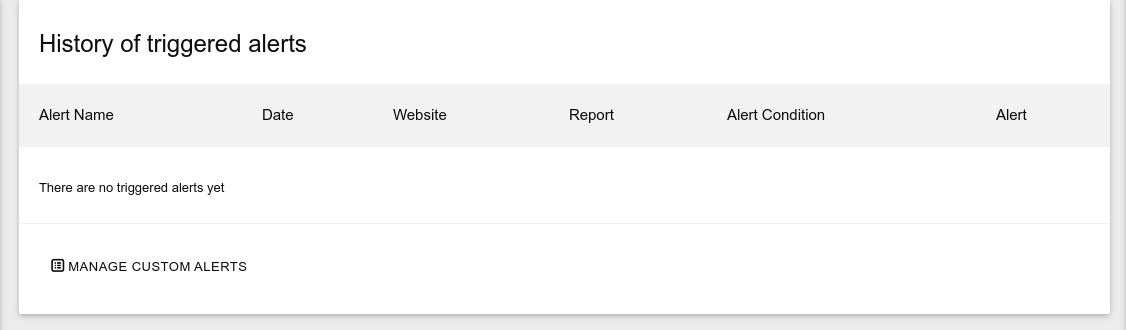 History of triggered alerts
Alert Name Date Website Report Alert Condition Alert
There are no triggered alerts yet
MANAGE CUSTOM ALERTS